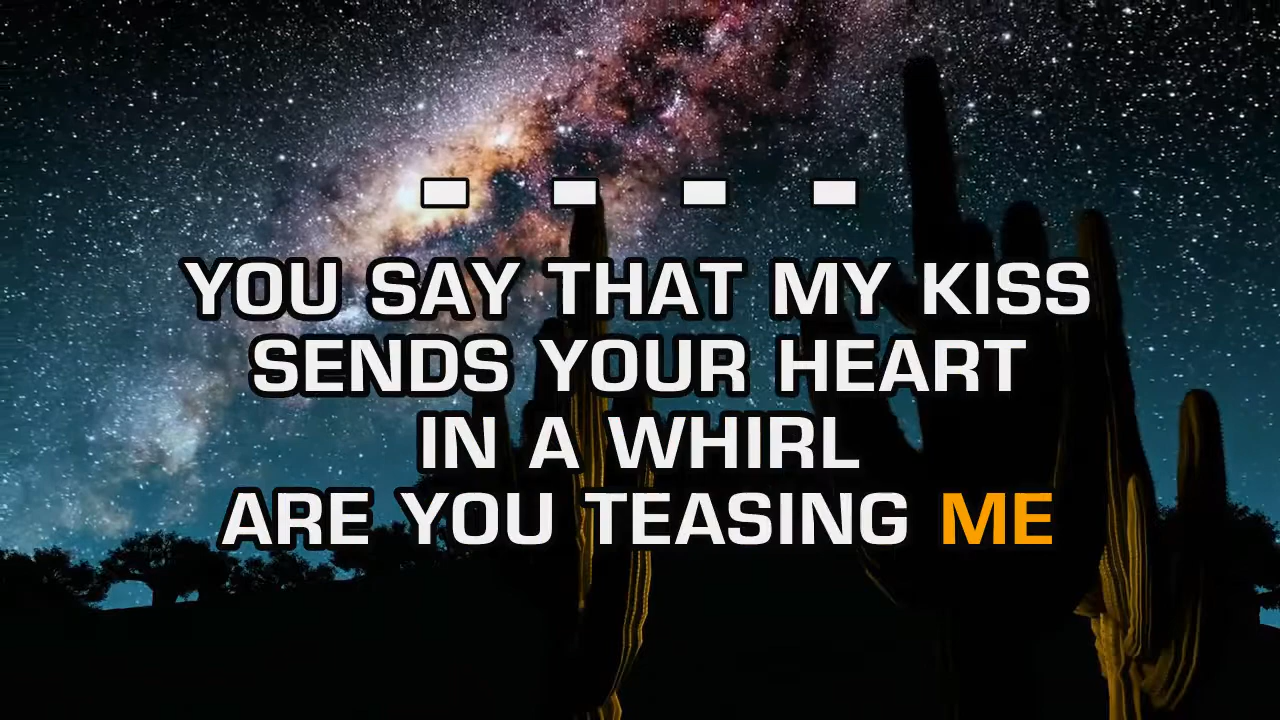 - - - -
YOU SAY THAT MY KISS
SENDS YOUR HEART
IN A WHIRL
ARE YOU TEASING ME